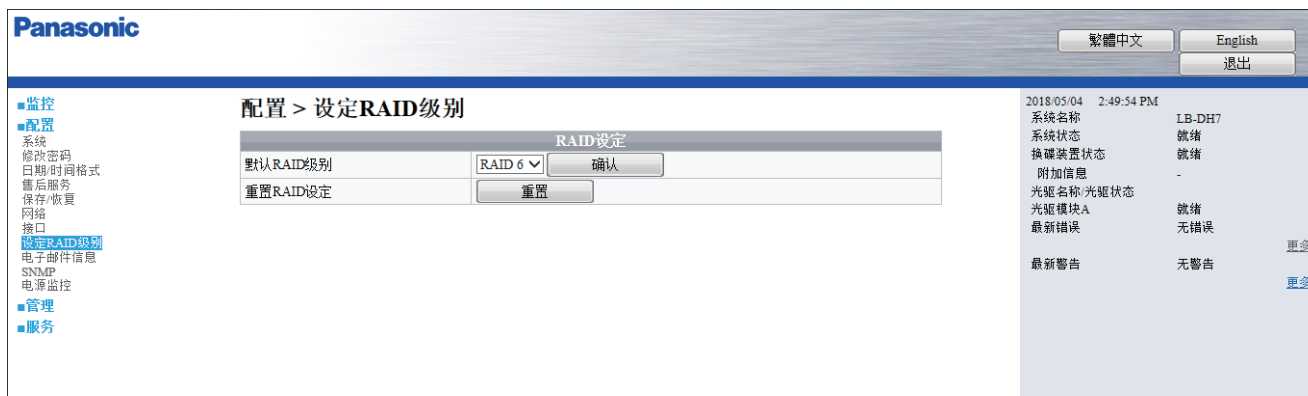 Panasonic
繁體中文
English
退出
■监控
■配置
系统
修改密码
日期/时间格式
售后服务
保存/恢复
网络
接口
设定RAID级别
电子邮件信息
SNMP
电源监控
■管理
■服务
配置 > 设定RAID级别
RAID设定
默认RAID级别 RAID 6 确认
重置RAID设定 重置
2018/05/04 2:49:54 PM
系统名称 LB-DH7
系统状态 就绪
换碟装置状态 就绪
附加信息 -
光驱名称/光驱状态
光驱模块A 就绪
最新错误 无错误
更多
最新警告 无警告
更多